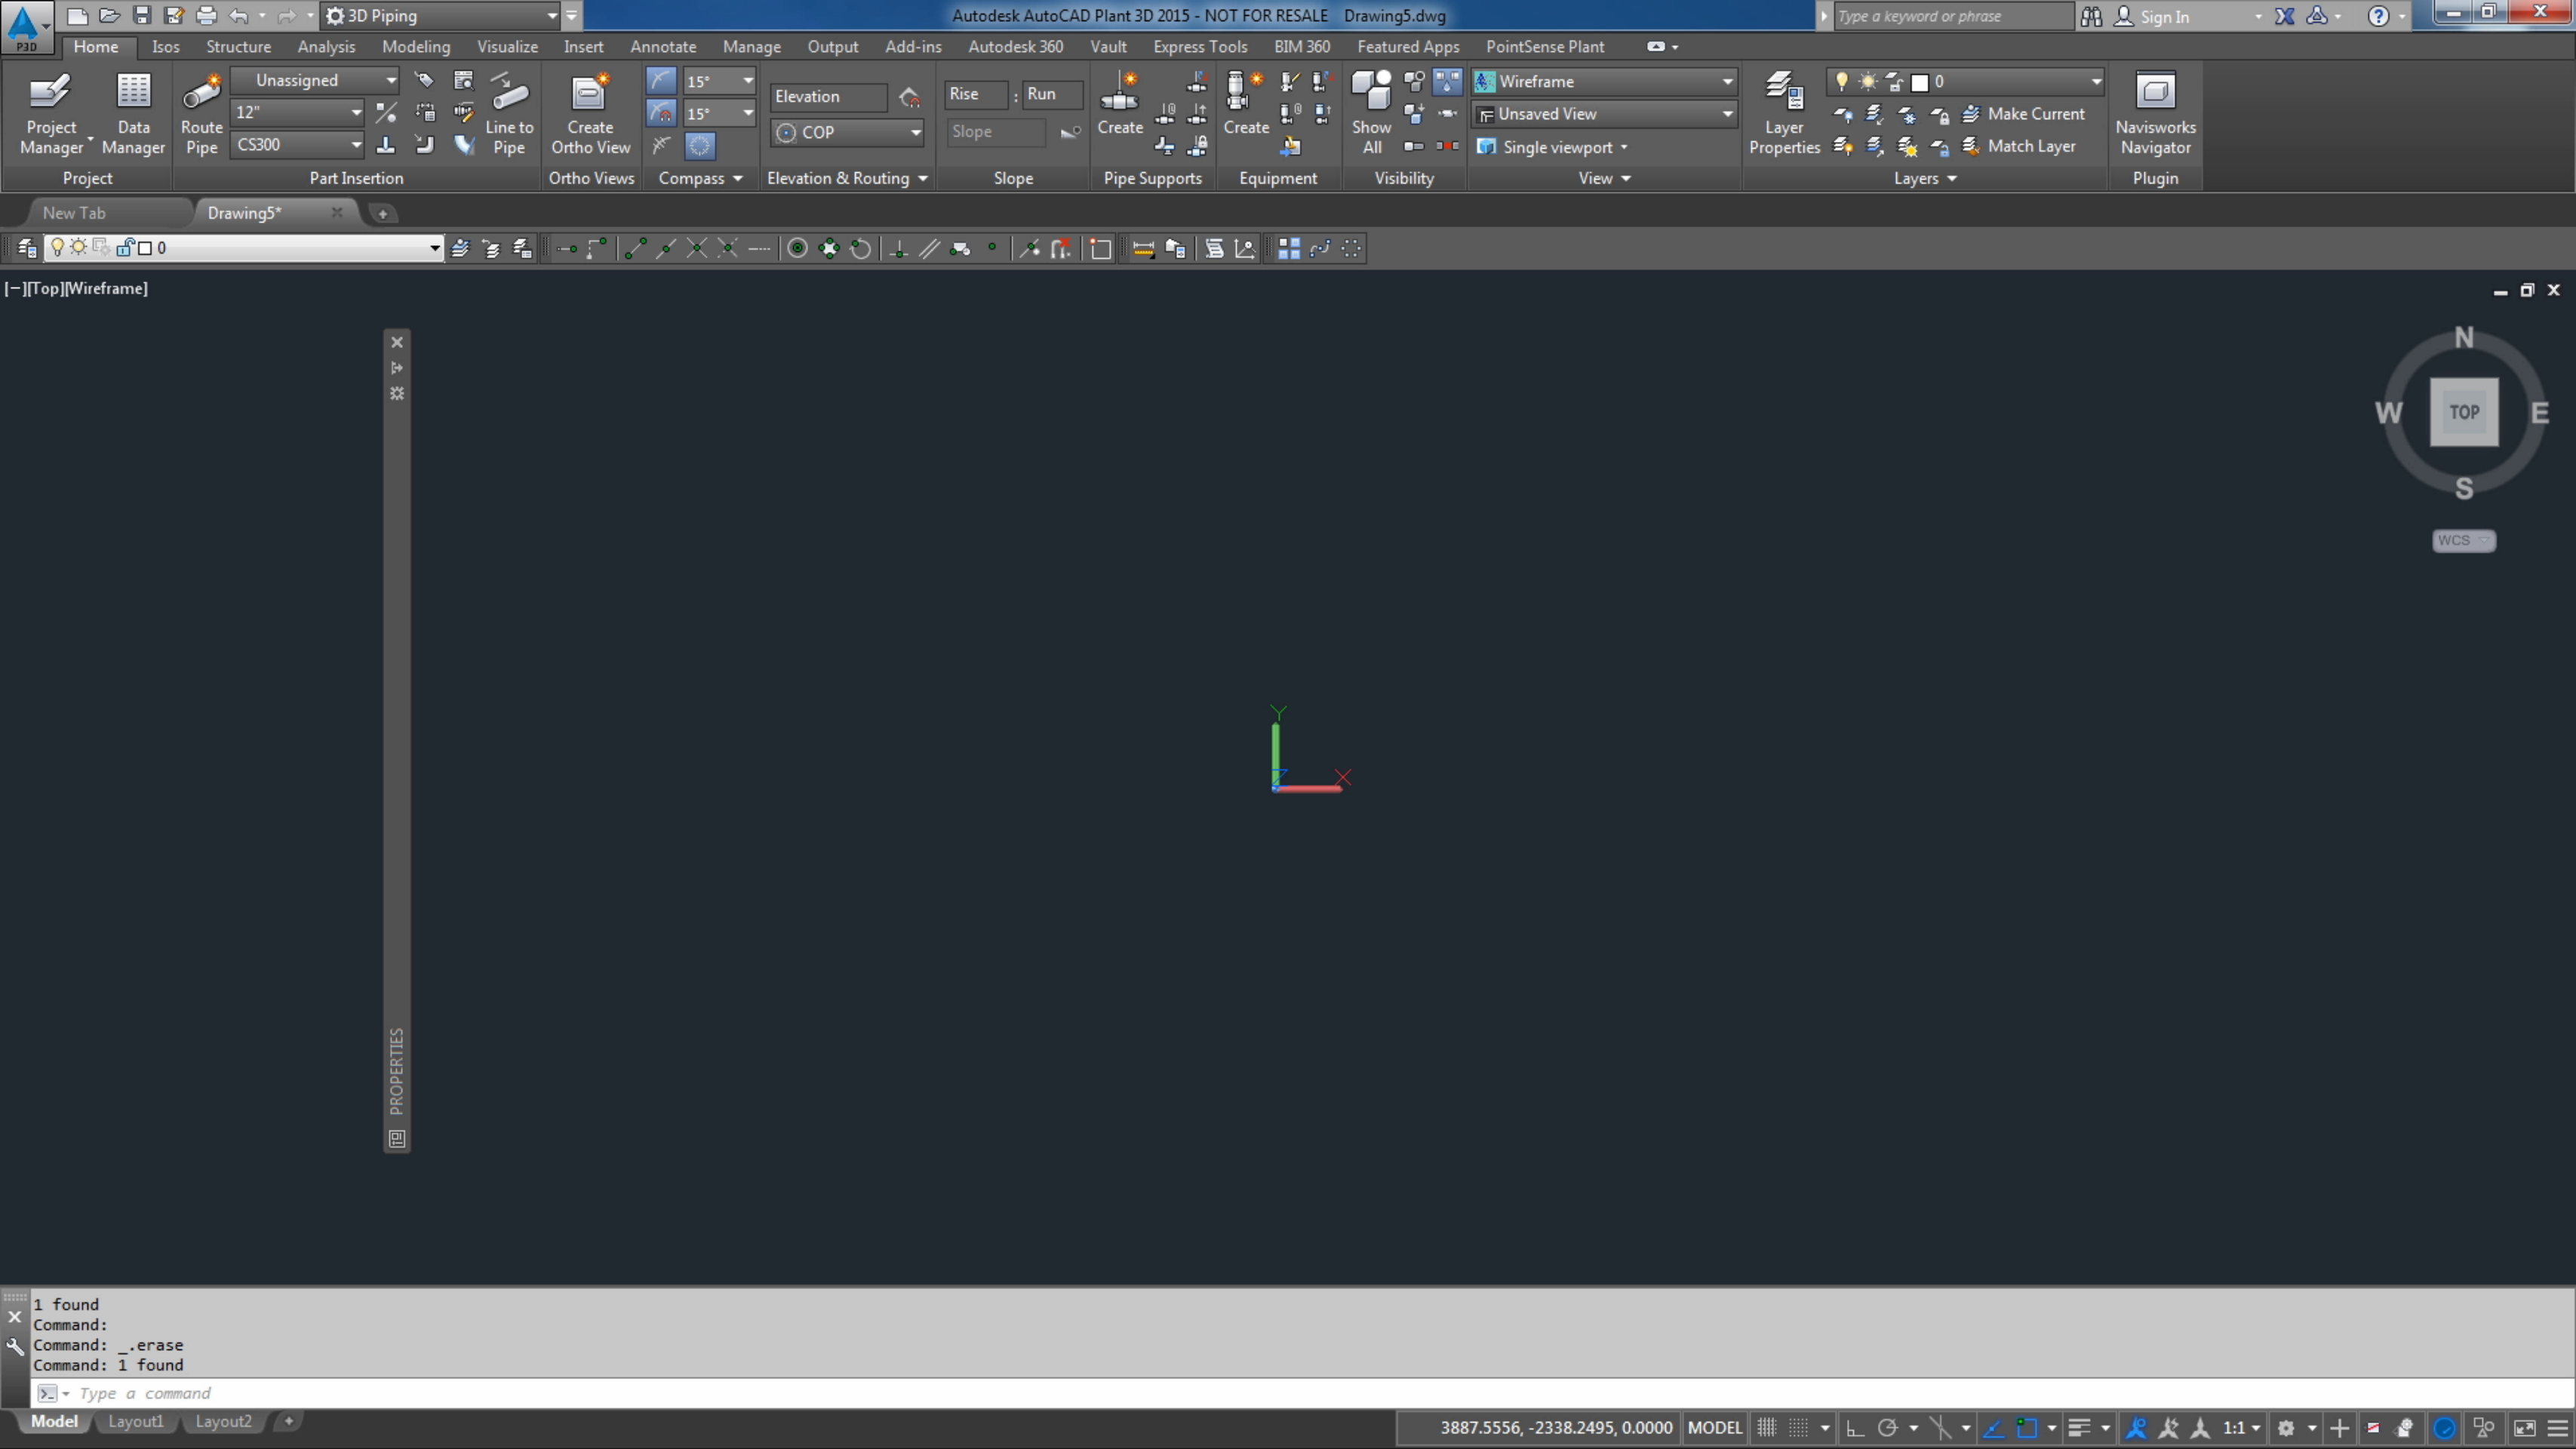 P3D
3D Piping
Autodesk AutoCAD Plant 3D 2015 - NOT FOR RESALE Drawing5.dwg
Type a keyword or phrase
Sign In
Home Isos Structure Analysis Modeling Visualize Insert Annotate Manage Output Add-ins Autodesk 360 Vault Express Tools BIM 360 Featured Apps PointSense Plant
Project Manager
Data Manager
Route Pipe
Unassigned
12"
CS300
Line to Pipe
Create Ortho View
15°
15°
Elevation
COP
Rise : Run
Slope
Create
Create
Show All
Wireframe
Unsaved View
Single viewport
Layer Properties
0
Make Current
Match Layer
Navisworks Navigator
Project Part Insertion Ortho Views Compass Elevation & Routing Slope Pipe Supports Equipment Visibility View Layers Plugin
New Tab Drawing5*
0
[−][Top][Wireframe]
N
W TOP E
S
WCS
Y
Z
X
PROPERTIES
1 found
Command:
Command: _.erase
Command: 1 found
Type a command
Model Layout1 Layout2
3887.5556, -2338.2495, 0.0000 MODEL 1:1